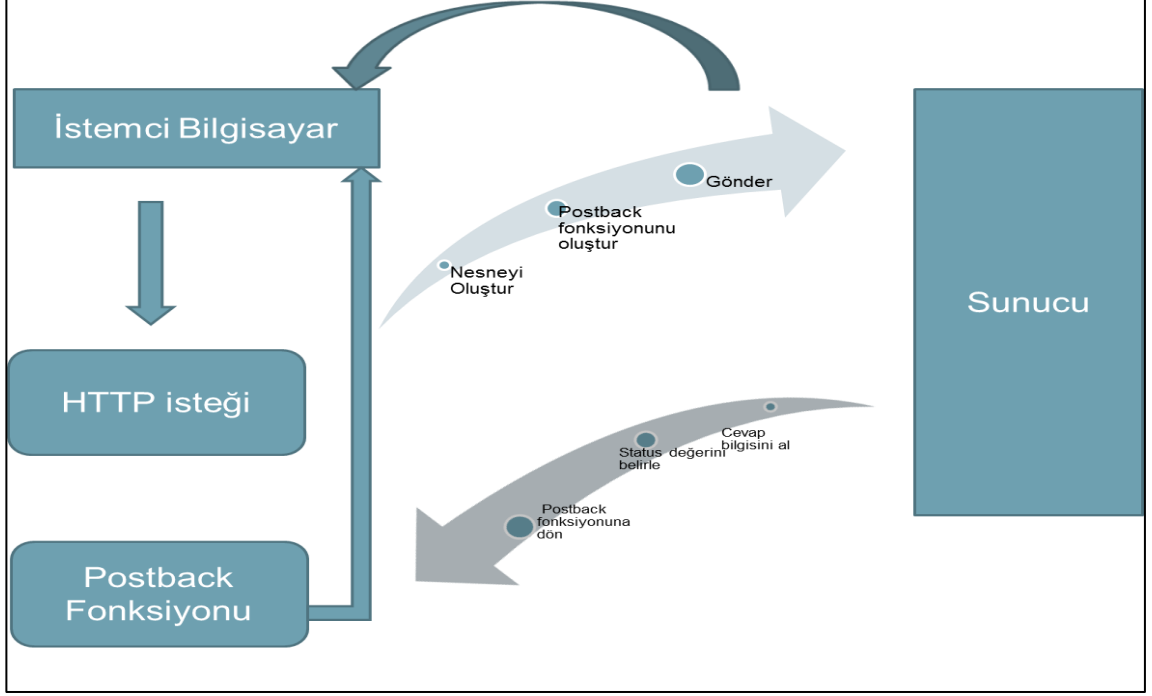 İstemci Bilgisayar
Gönder
Postback
fonksiyonunu
oluştur
Nesneyi
Oluştur
Sunucu
HTTP isteği
Cevap
bilgisini al
Status değerini
belirle
Postback
fonksiyonuna
dön
Postback
Fonksiyonu